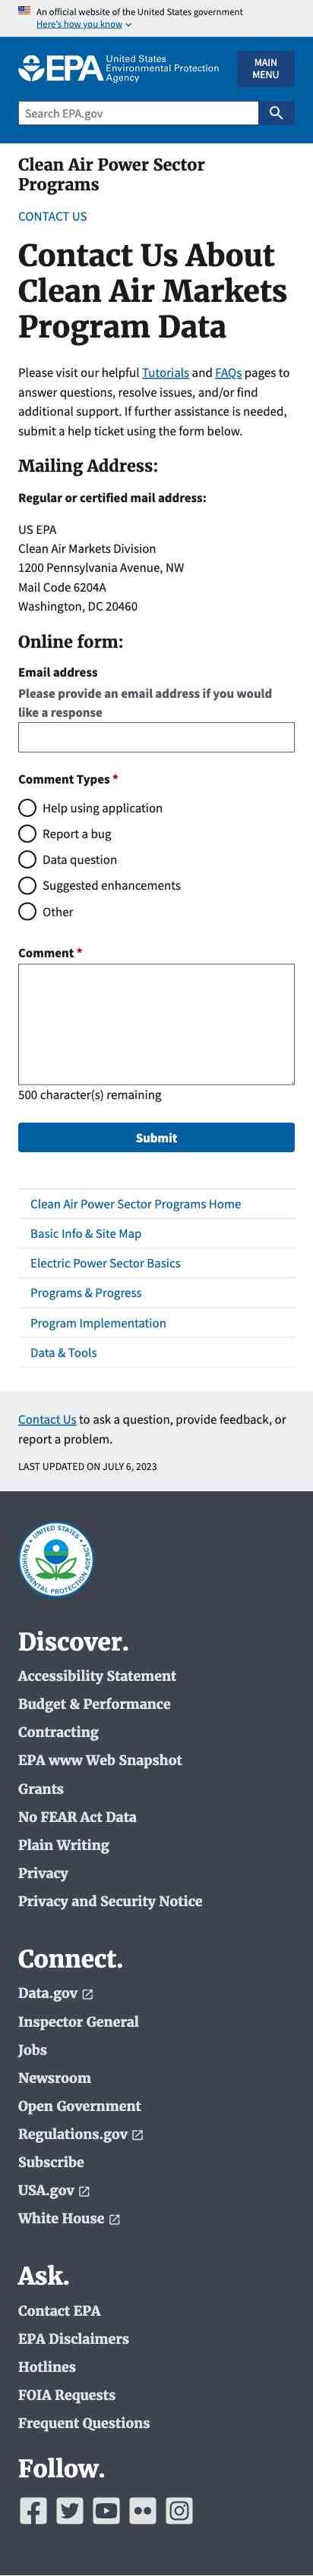 An official website of the United States government
Here's how you know
EPA United States
Environmental Protection
Agency
MAIN
MENU
Search EPA.gov
Clean Air Power Sector
Programs
CONTACT US
Contact Us About
Clean Air Markets
Program Data
Please visit our helpful Tutorials and FAQs pages to
answer questions, resolve issues, and/or find
additional support. If further assistance is needed,
submit a help ticket using the form below.
Mailing Address:
Regular or certified mail address:
US EPA
Clean Air Markets Division
1200 Pennsylvania Avenue, NW
Mail Code 6204A
Washington, DC 20460
Online form:
Email address
Please provide an email address if you would
like a response
Comment Types *
Help using application
Report a bug
Data question
Suggested enhancements
Other
Comment *
500 character(s) remaining
Submit
Clean Air Power Sector Programs Home
Basic Info & Site Map
Electric Power Sector Basics
Programs & Progress
Program Implementation
Data & Tools
Contact Us to ask a question, provide feedback, or
report a problem.
LAST UPDATED ON JULY 6, 2023
UNITED STATES
ENVIRONMENTAL PROTECTION AGENCY
Discover.
Accessibility Statement
Budget & Performance
Contracting
EPA www Web Snapshot
Grants
No FEAR Act Data
Plain Writing
Privacy
Privacy and Security Notice
Connect.
Data.gov
Inspector General
Jobs
Newsroom
Open Government
Regulations.gov
Subscribe
USA.gov
White House
Ask.
Contact EPA
EPA Disclaimers
Hotlines
FOIA Requests
Frequent Questions
Follow.